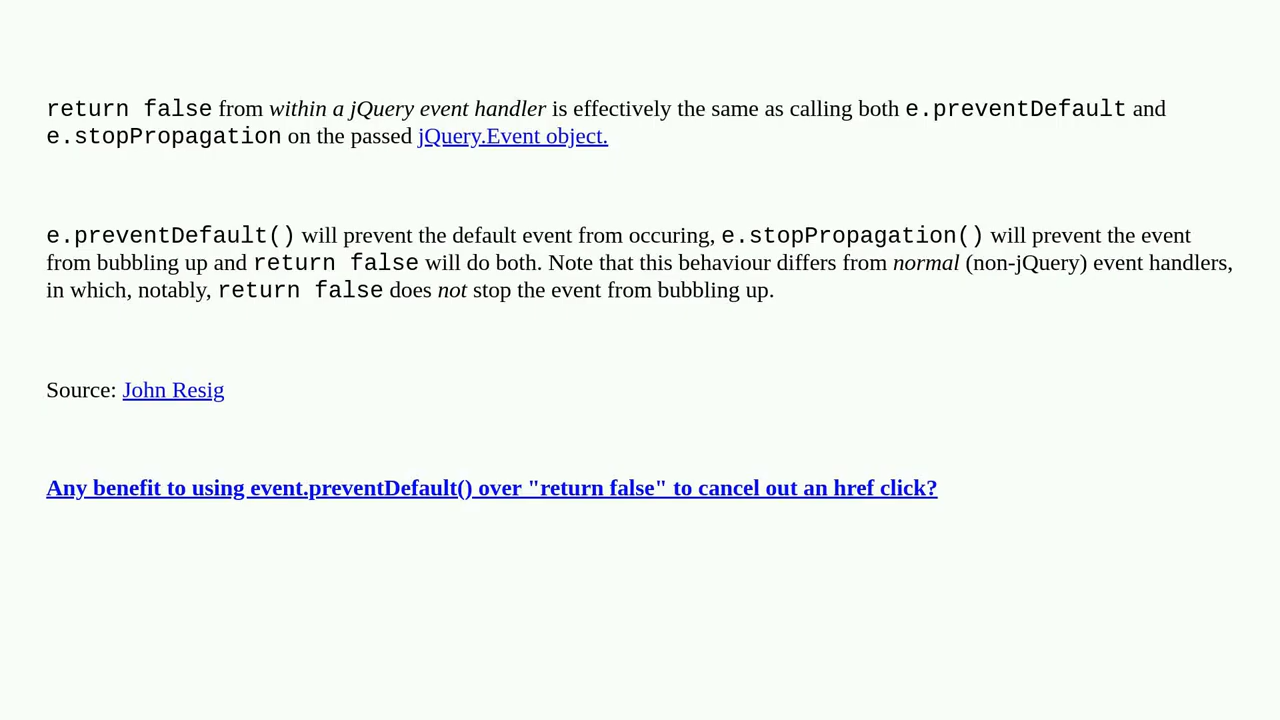 return false from within a jQuery event handler is effectively the same as calling both e.preventDefault and
e.stopPropagation on the passed jQuery.Event object.
e.preventDefault() will prevent the default event from occuring, e.stopPropagation() will prevent the event
from bubbling up and return false will do both. Note that this behaviour differs from normal (non-jQuery) event handlers,
in which, notably, return false does not stop the event from bubbling up.
Source: John Resig
Any benefit to using event.preventDefault() over "return false" to cancel out an href click?